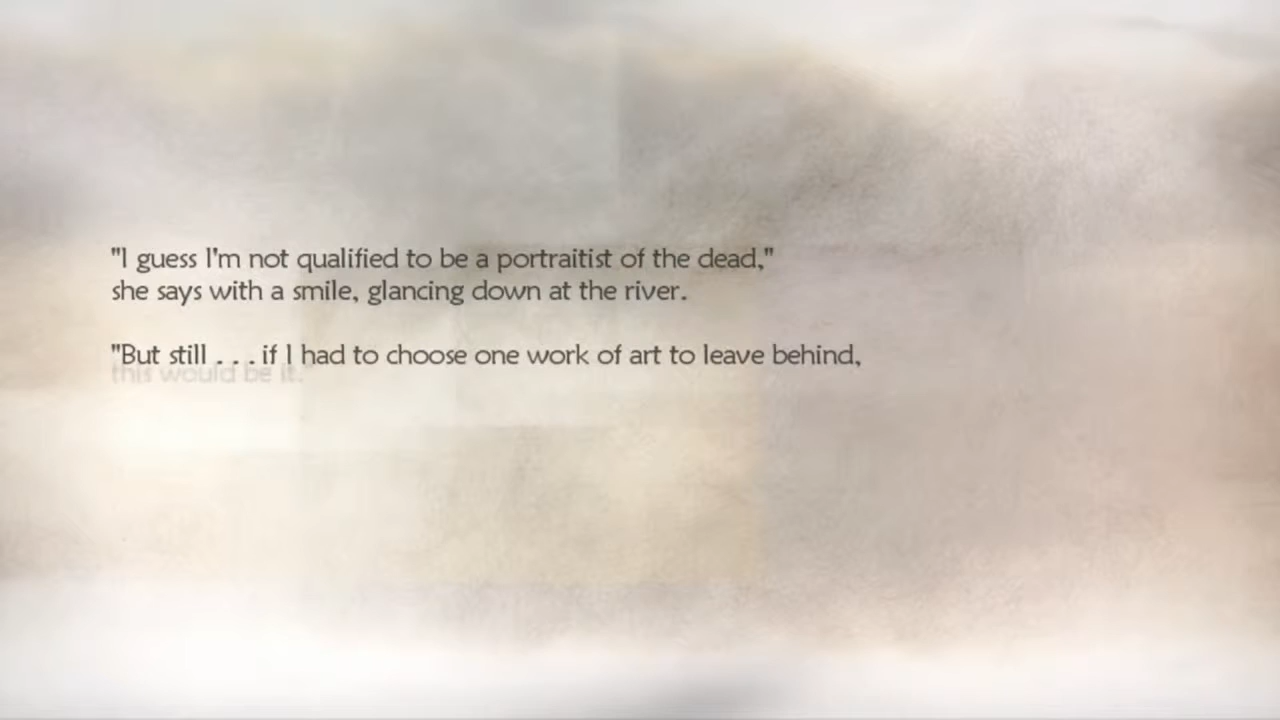 "I guess I'm not qualified to be a portraitist of the dead,"
she says with a smile, glancing down at the river.
"But still . . . if I had to choose one work of art to leave behind,
this would be it.